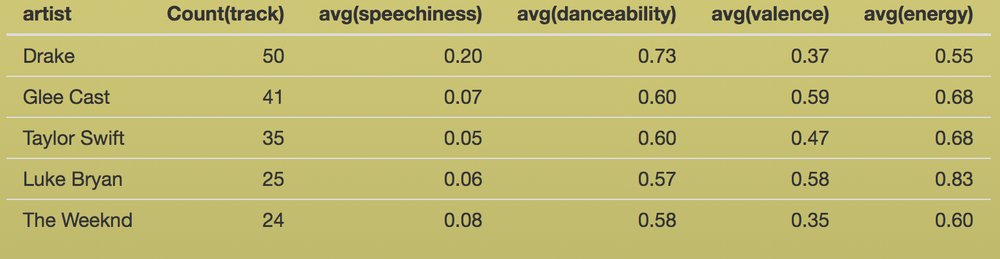 artist Count(track) avg(speechiness) avg(danceability) avg(valence) avg(energy)
Drake 50 0.20 0.73 0.37 0.55
Glee Cast 41 0.07 0.60 0.59 0.68
Taylor Swift 35 0.05 0.60 0.47 0.68
Luke Bryan 25 0.06 0.57 0.58 0.83
The Weeknd 24 0.08 0.58 0.35 0.60